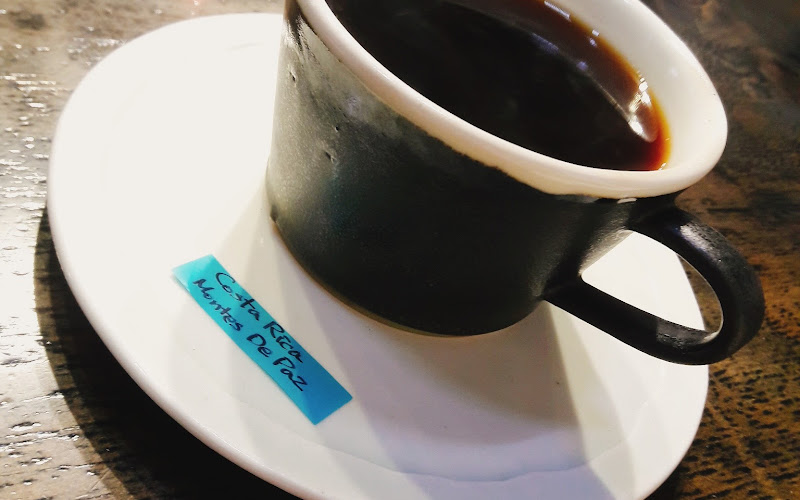 Costa Rica
Montes De Paz